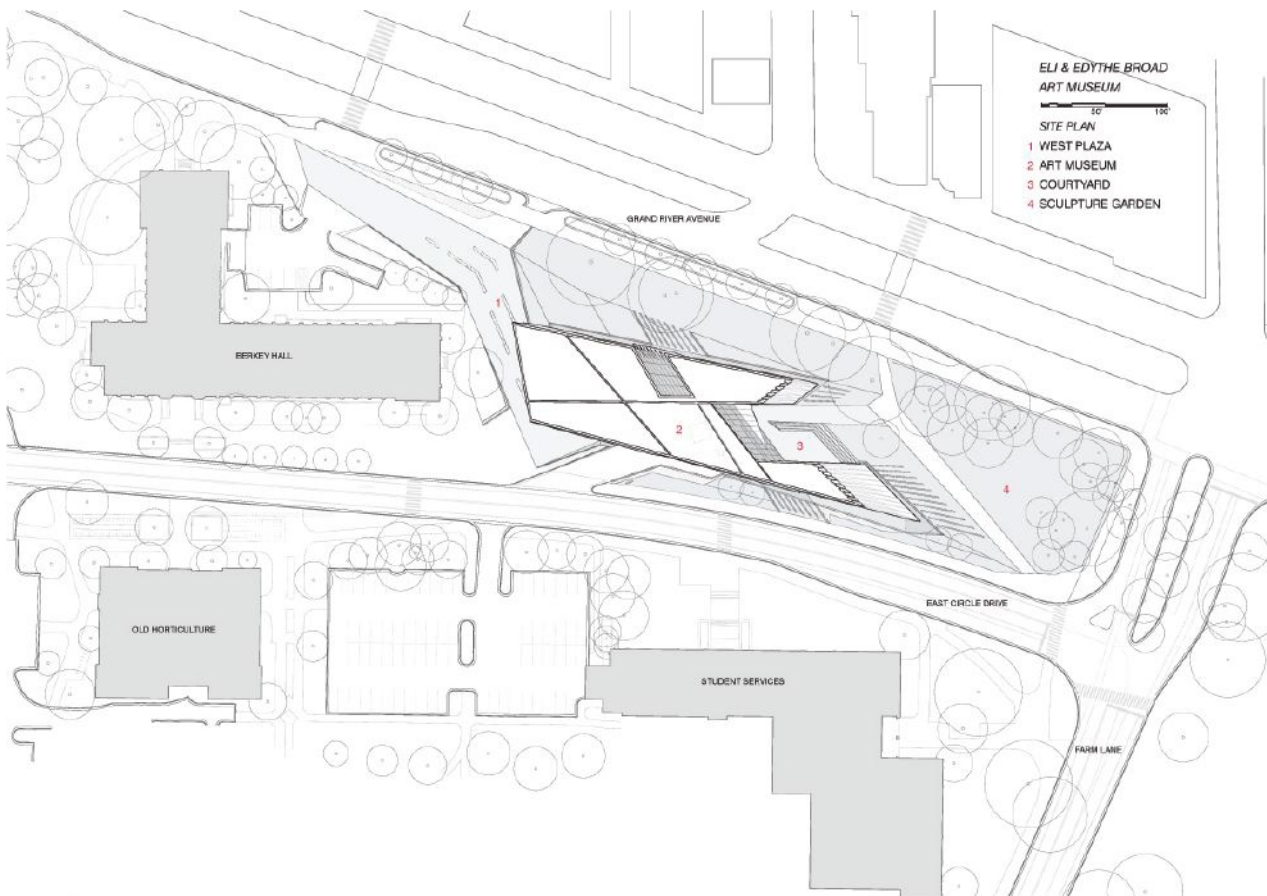 ELI & EDYTHE BROAD
ART MUSEUM
50' 100'
SITE PLAN
1 WEST PLAZA
2 ART MUSEUM
3 COURTYARD
4 SCULPTURE GARDEN
GRAND RIVER AVENUE
1
BERKEY HALL
2
3
4
EAST CIRCLE DRIVE
OLD HORTICULTURE
STUDENT SERVICES
FARM LANE